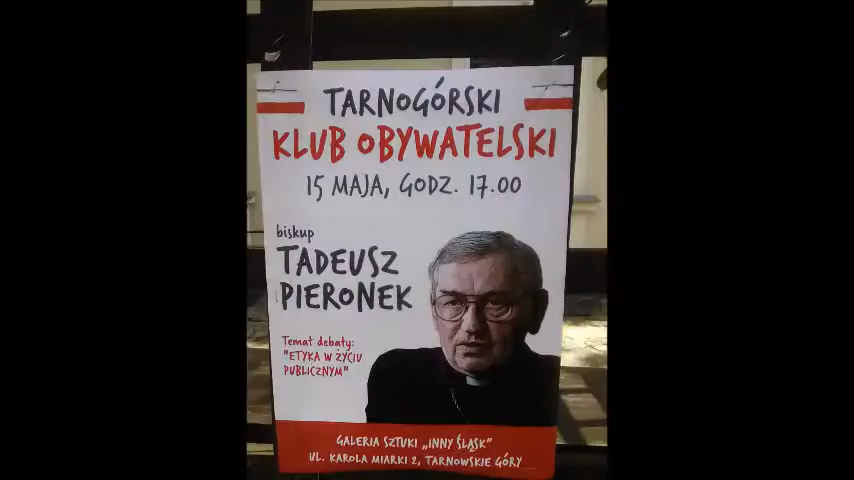 TARNOGÓRSKI
KLUB OBYWATELSKI
15 MAJA, GODZ. 17.00
biskup
TADEUSZ
PIERONEK
Temat debaty:
"ETYKA W ŻYCIU
PUBLICZNYM"
GALERIA SZTUKI „INNY ŚLĄSK"
UL. KAROLA MIARKI 2, TARNOWSKIE GÓRY